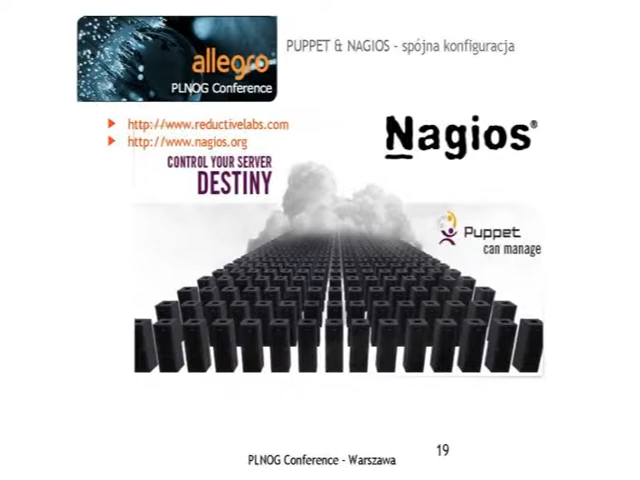 allegro
PLNOG Conference
PUPPET & NAGIOS - spójna konfiguracja
http://www.reductivelabs.com
http://www.nagios.org
Nagios®
CONTROL YOUR SERVER
DESTINY
Puppet
can manage
19
PLNOG Conference - Warszawa